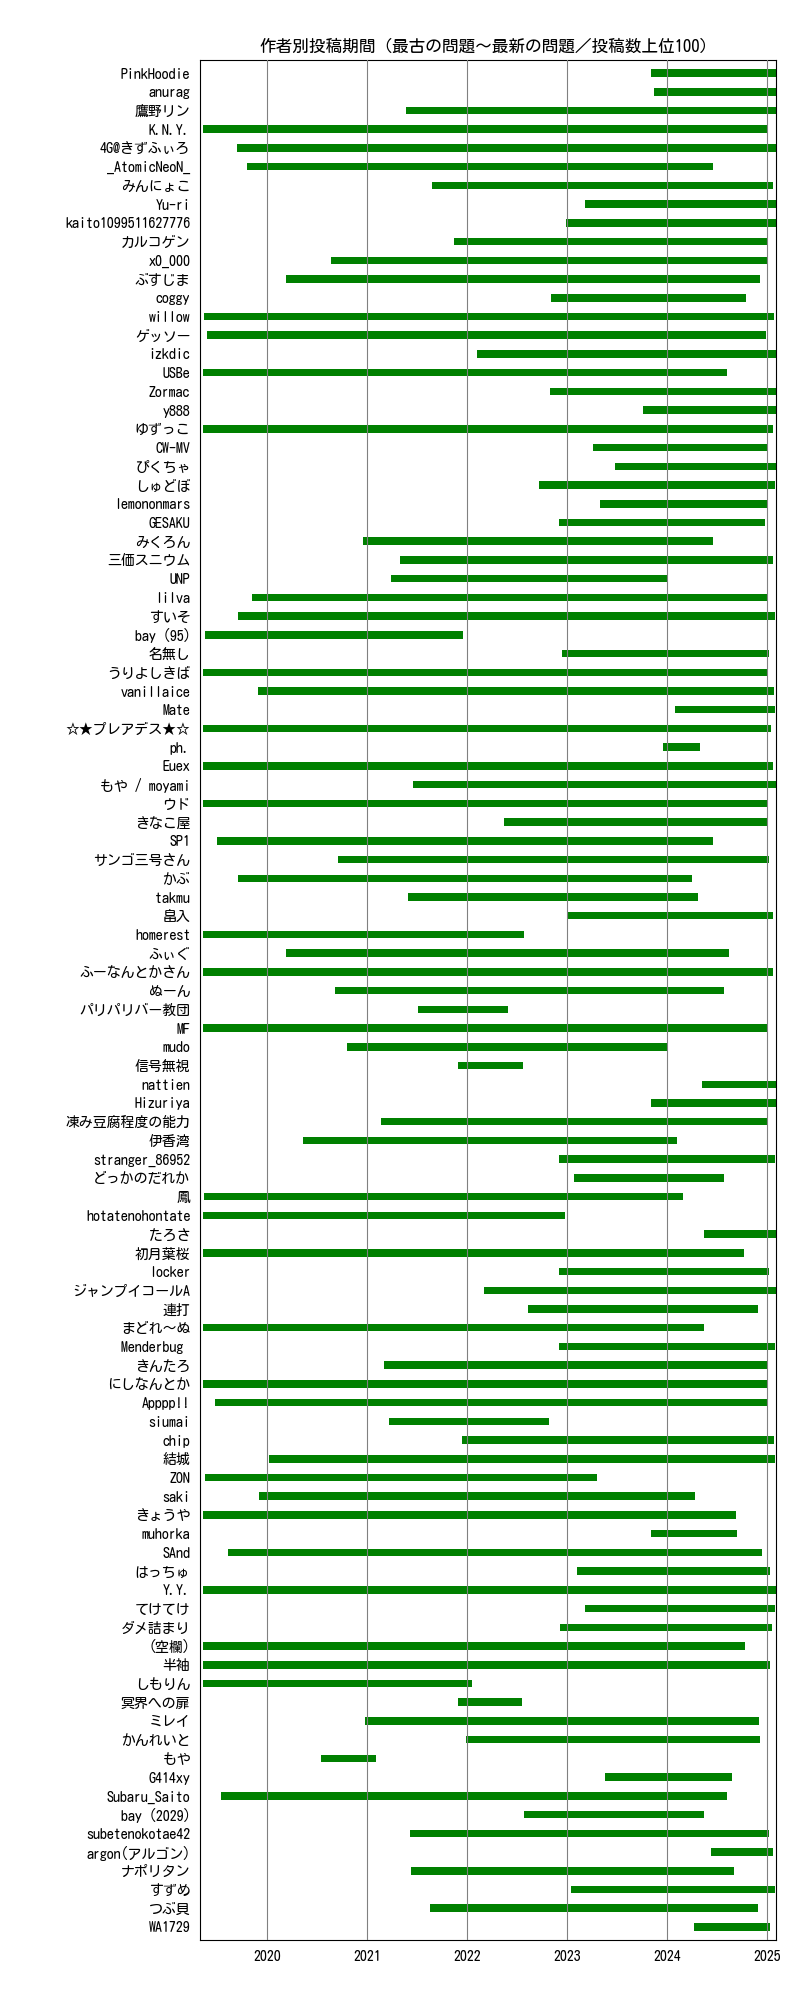 作者別投稿期間（最古の問題～最新の問題／投稿数上位100）
PinkHoodie
anurag
鷹野リン
K.N.Y.
4G@きずふぃろ
_AtomicNeoN_
みんにょこ
Yu-ri
kaito1099511627776
カルコゲン
x0_000
ぶすじま
coggy
willow
ゲッソー
izkdic
USBe
Zormac
y888
ゆずっこ
CW-MV
ぴくちゃ
しゅどぼ
lemononmars
GESAKU
みくろん
三価スニウム
UNP
lilva
すいそ
bay (95)
名無し
うりよしきば
vanillaice
Mate
☆★プレアデス★☆
ph.
Euex
もや / moyami
ウド
きなこ屋
SP1
サンゴ三号さん
かぶ
takmu
畠入
homerest
ふぃぐ
ふーなんとかさん
ぬーん
パリパリバー教団
MF
mudo
信号無視
nattien
Hizuriya
凍み豆腐程度の能力
伊香湾
stranger_86952
どっかのだれか
鳳
hotatenohontate
たろさ
初月葉桜
locker
ジャンプイコールA
連打
まどれ～ぬ
Menderbug
きんたろ
にしなんとか
Appppll
siumai
chip
結城
ZON
saki
きょうや
muhorka
SAnd
はっちゅ
Y.Y.
てけてけ
ダメ詰まり
(空欄)
半袖
しもりん
冥界への扉
ミレイ
かんれいと
もや
G414xy
Subaru_Saito
bay (2029)
subetenokotae42
argon(アルゴン)
ナポリタン
すずめ
つぶ貝
WA1729
2020 2021 2022 2023 2024 2025